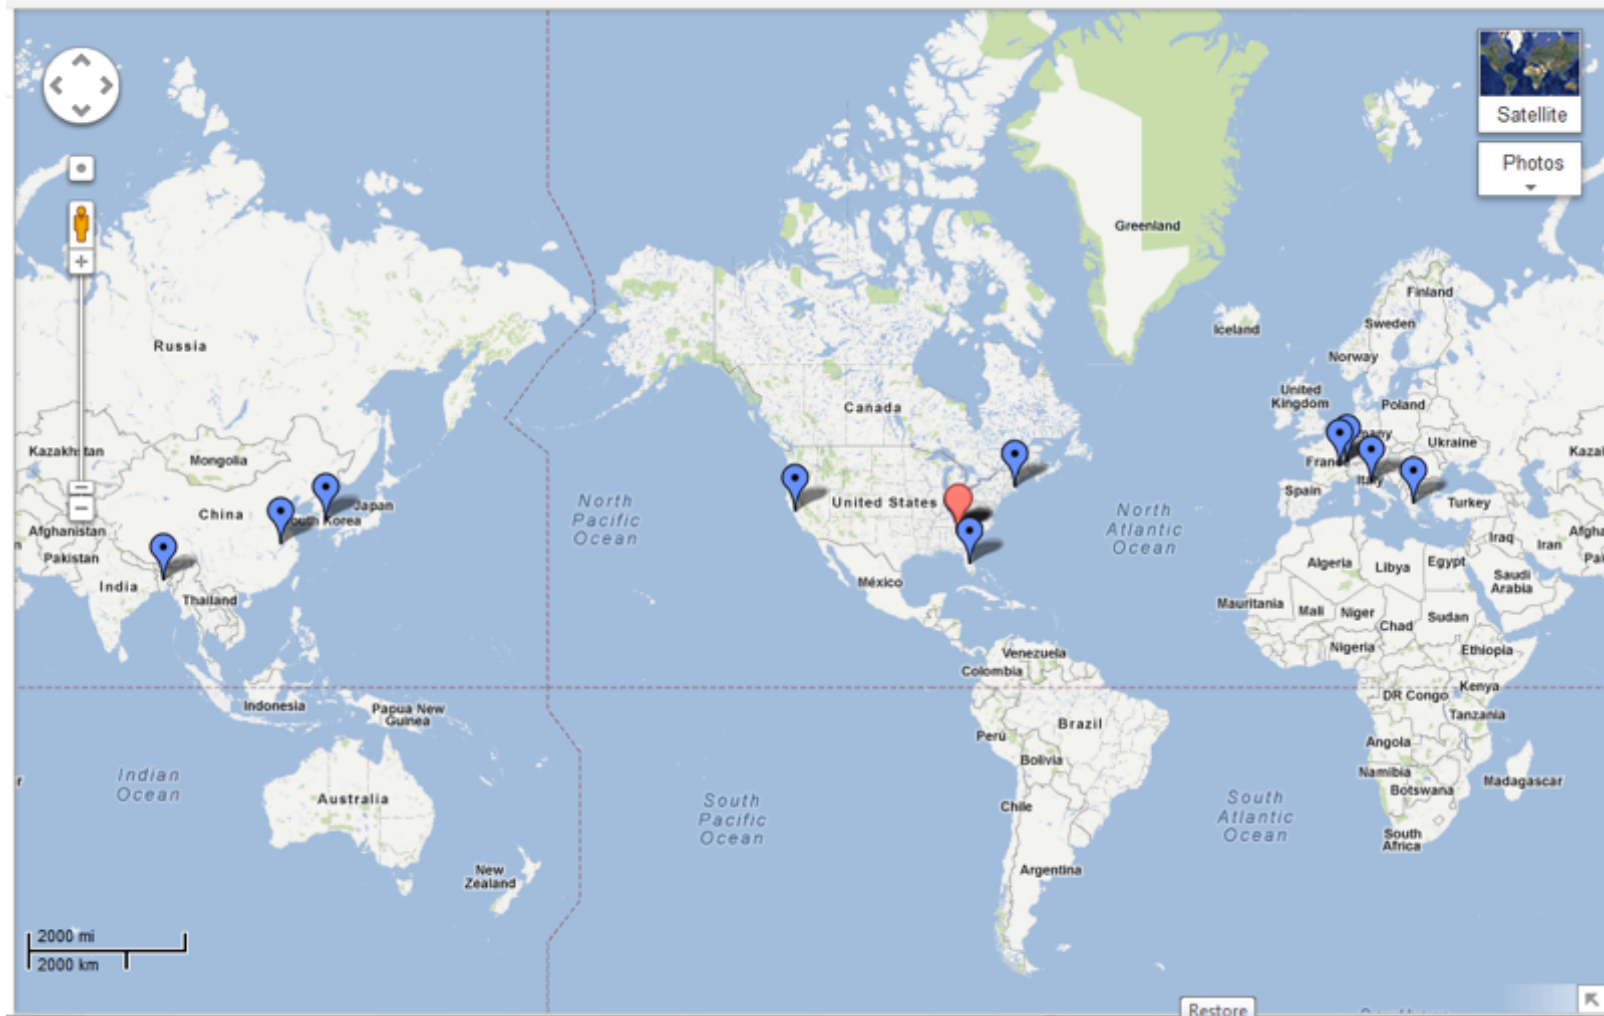 Satellite
Photos
Greenland
Finland
Iceland
Sweden
Russia
Norway
United
Kingdom
Poland
Canada
Ukraine
Kazakhstan
Mongolia
France
Italy
Spain
Turkey
United States
North
Pacific
Ocean
North
Atlantic
Ocean
China
Japan
South Korea
Afghanistan
Pakistan
India
Thailand
México
Iraq
Iran
Algeria
Libya
Egypt
Saudi
Arabia
Mauritania
Mali
Niger
Chad
Sudan
Nigeria
Ethiopia
Venezuela
Colombia
DR Congo
Kenya
Tanzania
Indonesia
Papua New
Guinea
Brazil
Perú
Bolivia
Angola
Namibia
Botswana
Madagascar
Indian
Ocean
Australia
South
Pacific
Ocean
South
Atlantic
Ocean
Chile
South
Africa
New
Zealand
Argentina
2000 mi
2000 km
Restore